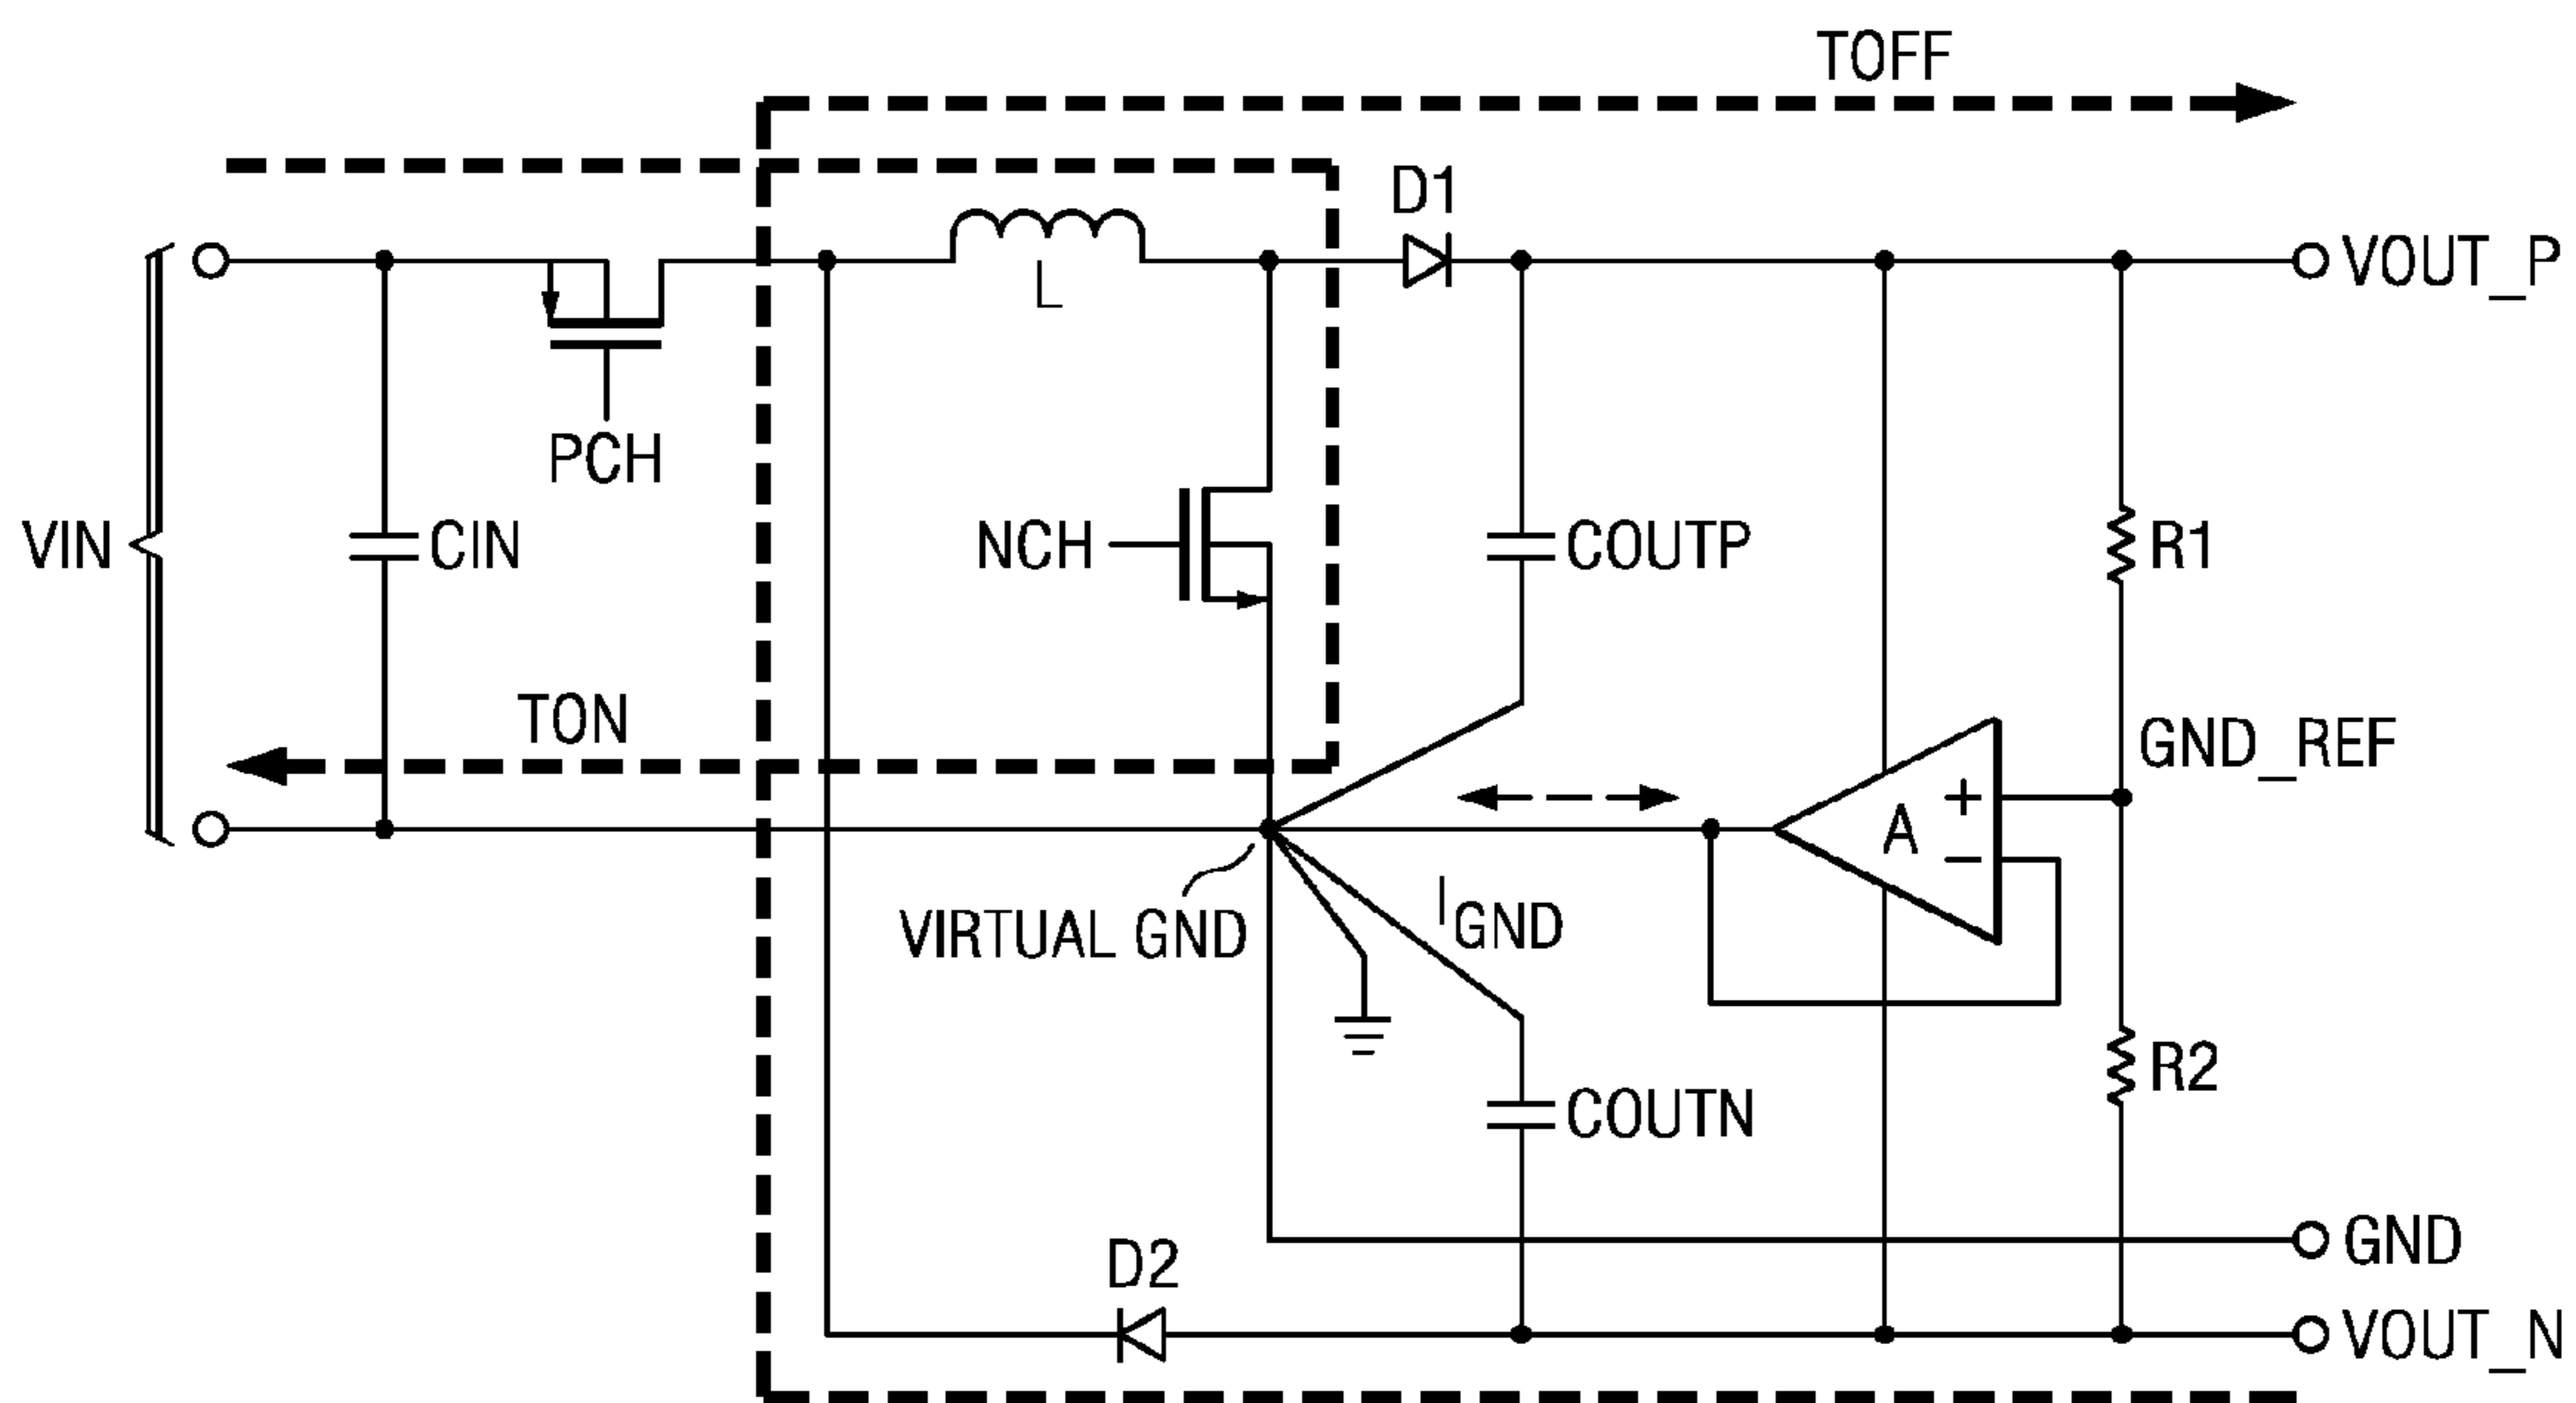 TOFF
D1
VOUT_P
L
PCH
VIN
CIN
NCH
COUTP
R1
TON
GND_REF
+
A
−
VIRTUAL GND
IGND
R2
COUTN
GND
D2
VOUT_N